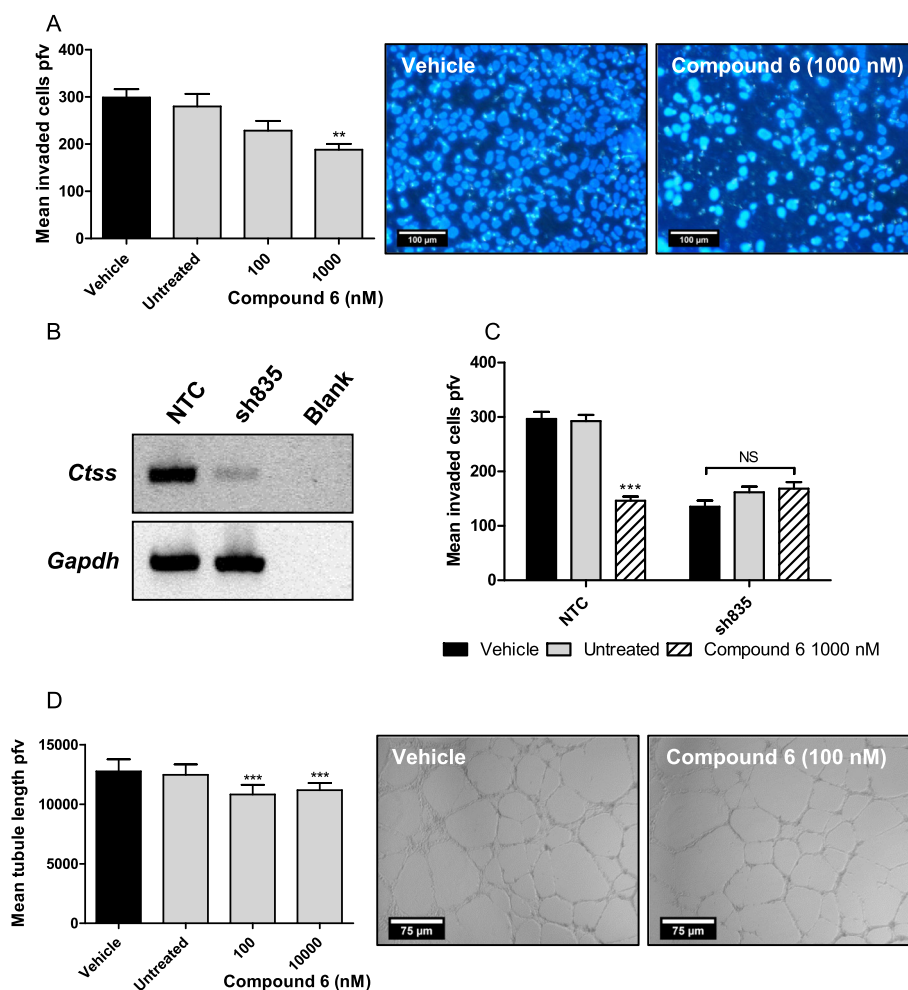 A
Mean invaded cells pfv
400
300
200
100
0
**
Vehicle
Untreated
100
1000
Compound 6 (nM)
Vehicle
100 µm
Compound 6 (1000 nM)
100 µm
B
NTC
sh835
Blank
Ctss
Gapdh
C
Mean invaded cells pfv
400
300
200
100
0
***
NS
NTC
sh835
Vehicle
Untreated
Compound 6 1000 nM
D
Mean tubule length pfv
15000
10000
5000
0
***
***
Vehicle
Untreated
100
10000
Compound 6 (nM)
Vehicle
75 µm
Compound 6 (100 nM)
75 µm